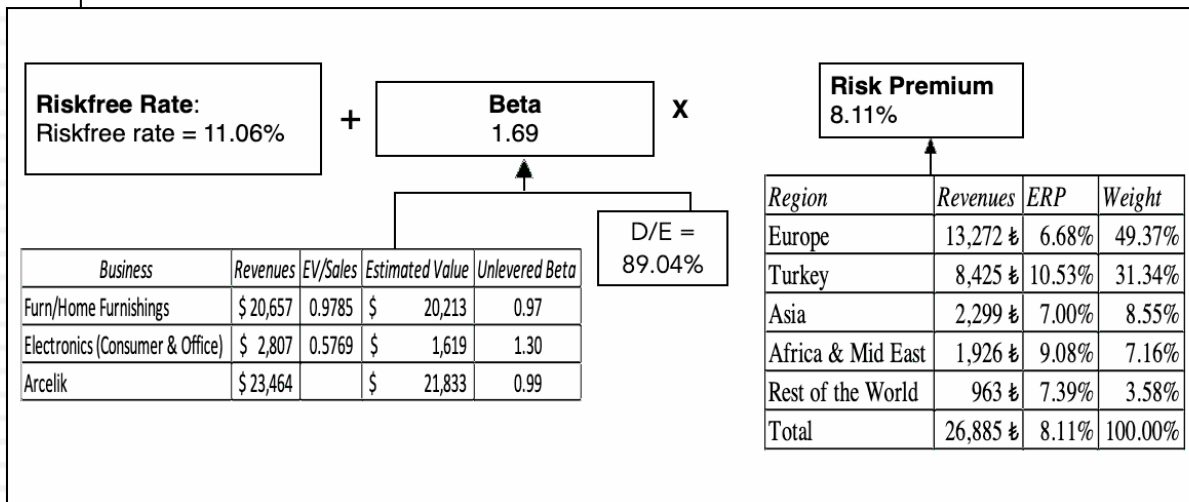 Riskfree Rate:
Riskfree rate = 11.06%
+
Beta
1.69
X
Risk Premium
8.11%
D/E =
89.04%
Business Revenues EV/Sales Estimated Value Unlevered Beta
Furn/Home Furnishings $ 20,657 0.9785 $ 20,213 0.97
Electronics (Consumer & Office) $ 2,807 0.5769 $ 1,619 1.30
Arcelik $ 23,464 $ 21,833 0.99
Region Revenues ERP Weight
Europe 13,272 ₺ 6.68% 49.37%
Turkey 8,425 ₺ 10.53% 31.34%
Asia 2,299 ₺ 7.00% 8.55%
Africa & Mid East 1,926 ₺ 9.08% 7.16%
Rest of the World 963 ₺ 7.39% 3.58%
Total 26,885 ₺ 8.11% 100.00%